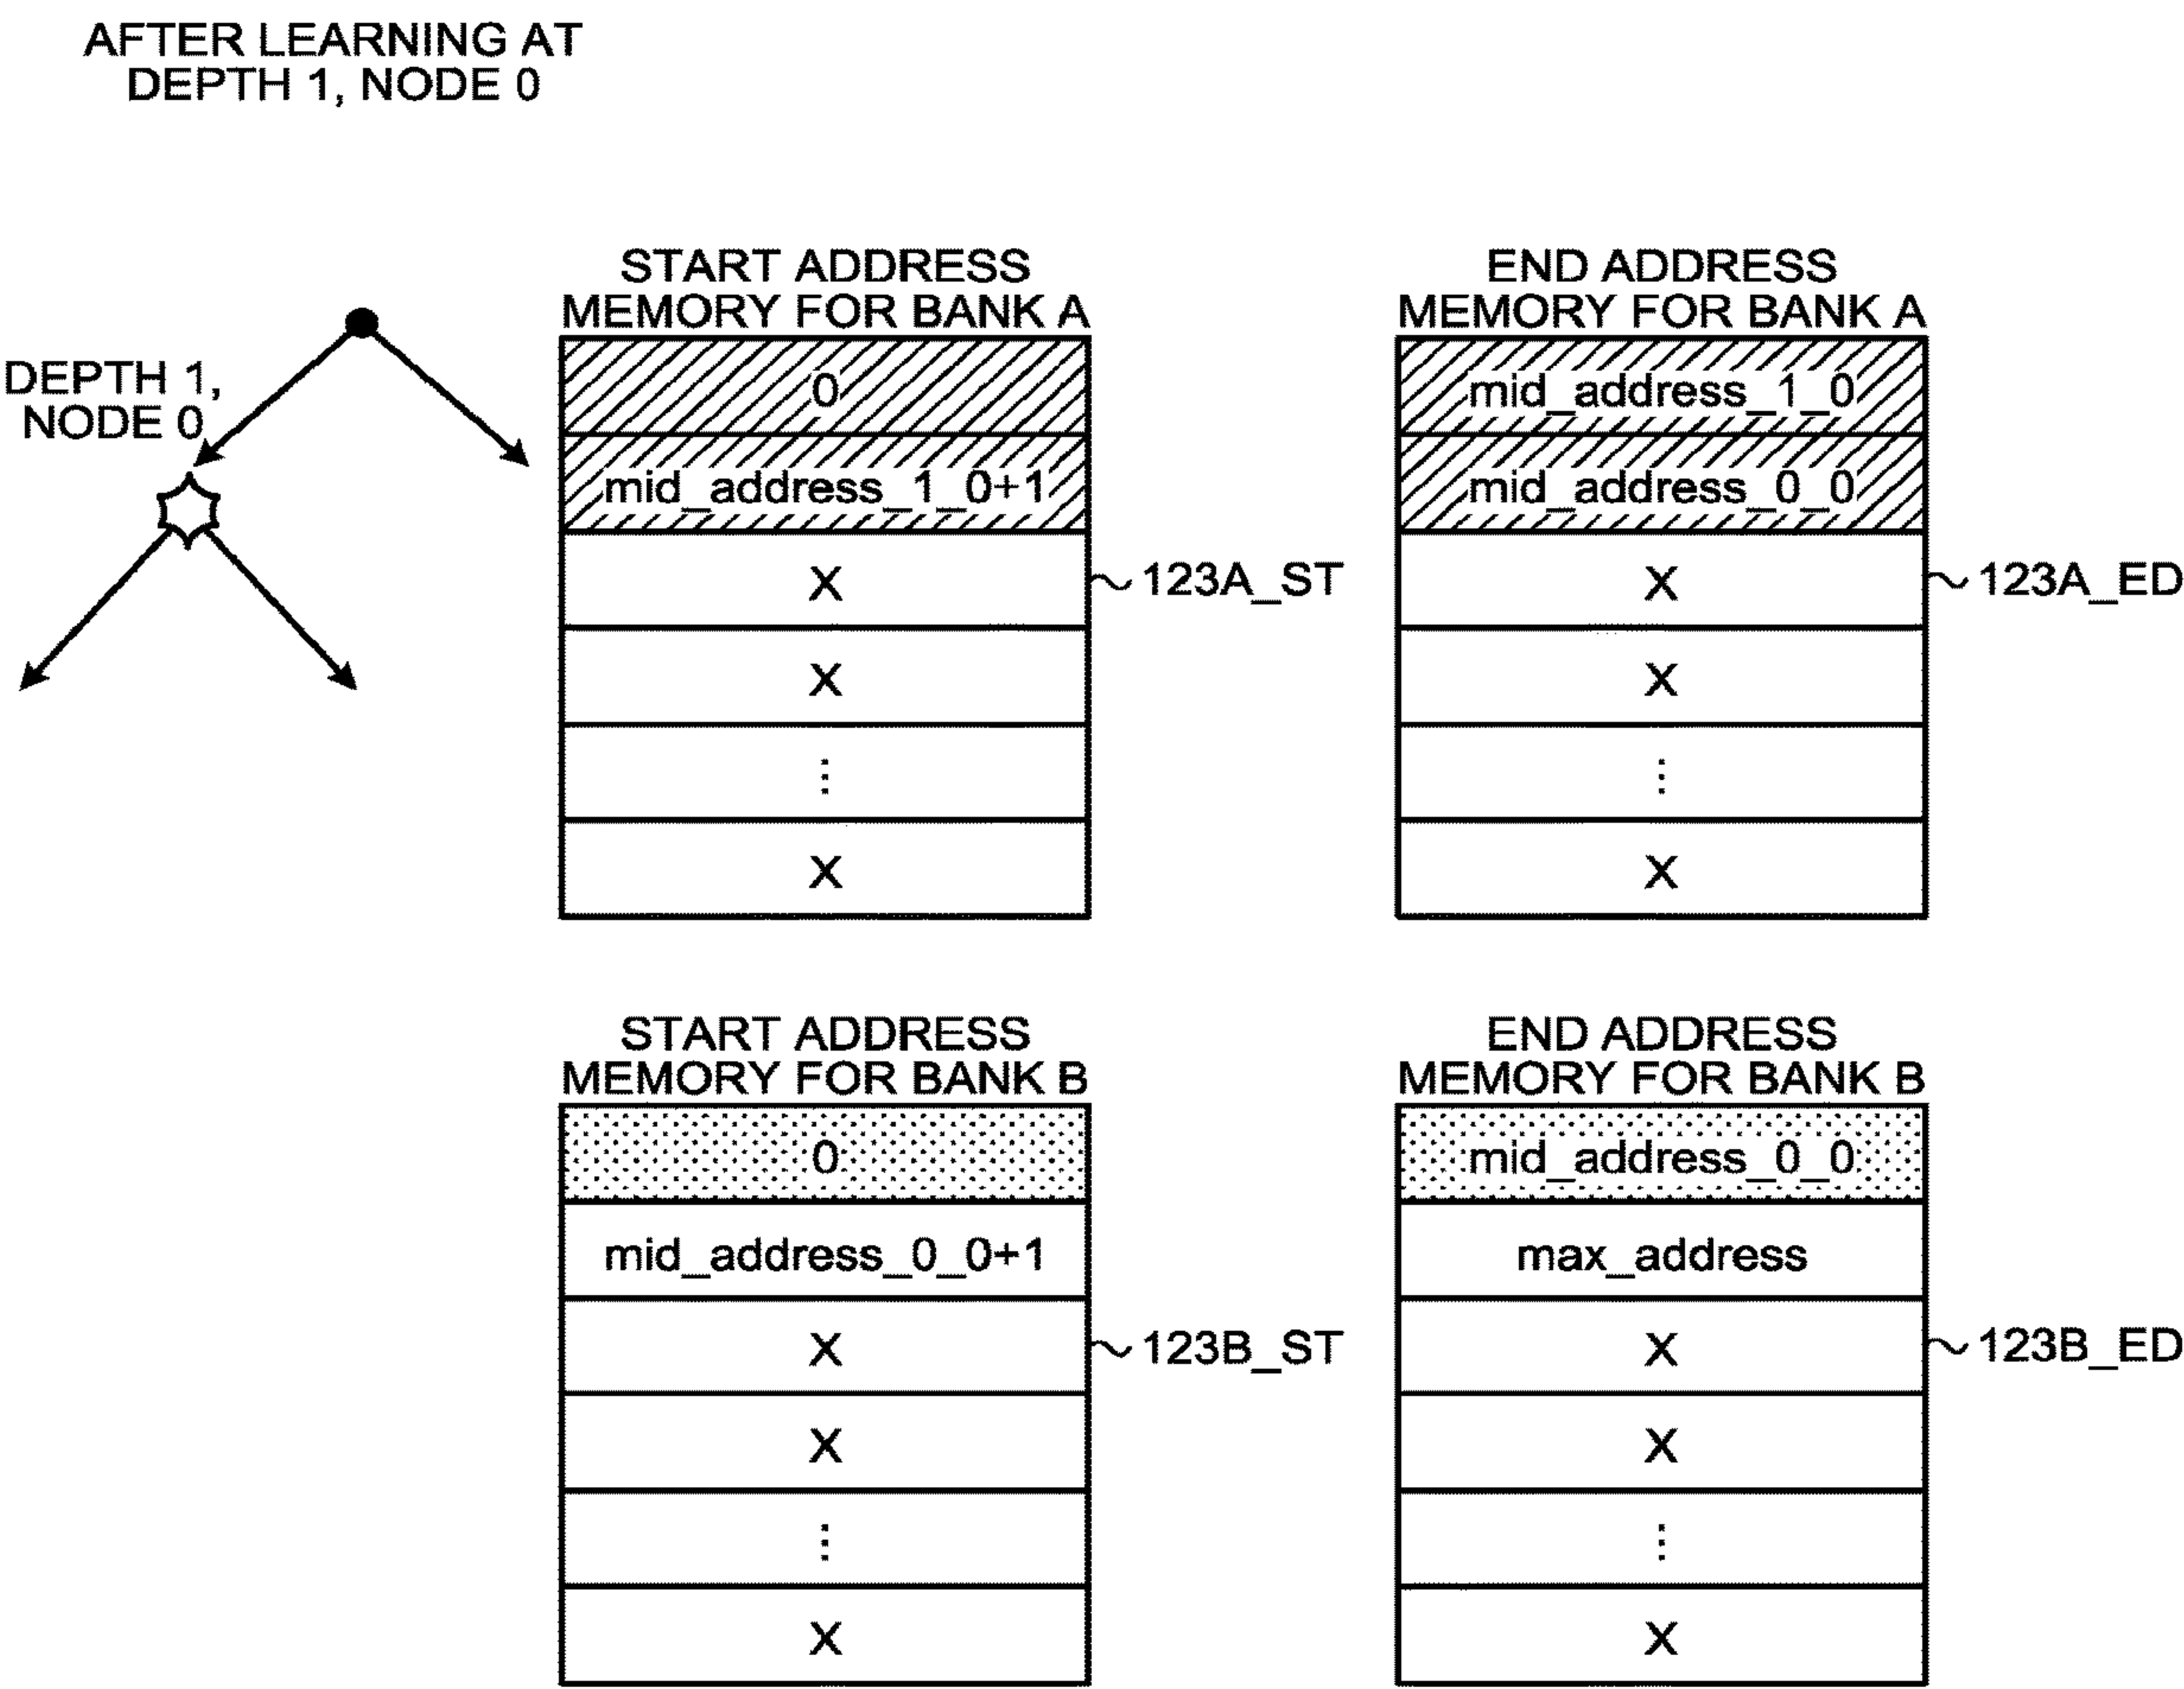 AFTER LEARNING AT
DEPTH 1, NODE 0
DEPTH 1,
NODE 0
START ADDRESS
MEMORY FOR BANK A
0
mid_address_1_0+1
X
X
⋮
X
123A_ST
END ADDRESS
MEMORY FOR BANK A
mid_address_1_0
mid_address_0_0
X
X
⋮
X
123A_ED
START ADDRESS
MEMORY FOR BANK B
0
mid_address_0_0+1
X
X
⋮
X
123B_ST
END ADDRESS
MEMORY FOR BANK B
mid_address_0_0
max_address
X
X
⋮
X
123B_ED